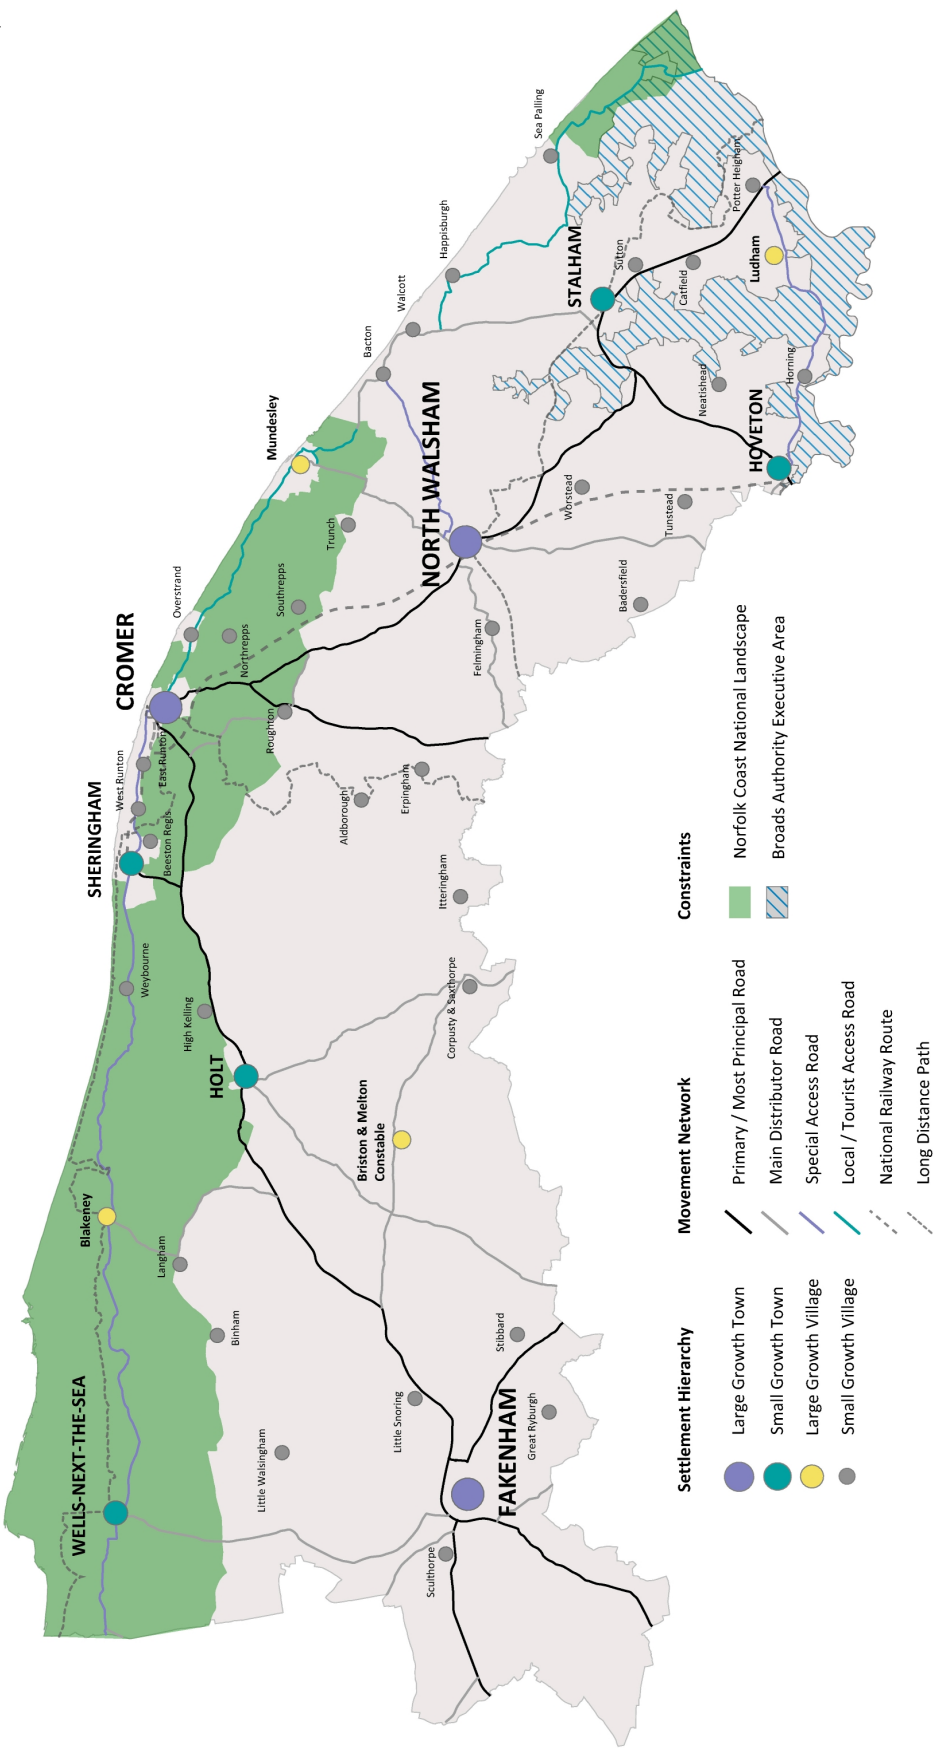 WELLS-NEXT-THE-SEA
Blakeney
Weybourne
SHERINGHAM
West Runton
East Runton
Beeston Regis
CROMER
Overstrand
Northrepps
Southrepps
Mundesley
Trunch
Bacton
Walcott
Happisburgh
Sea Palling
Langham
Binham
Little Walsingham
HOLT
High Kelling
Roughton
Aldborough
Erpingham
Itteringham
Briston & Melton
Constable
Corpusty & Saxthorpe
NORTH WALSHAM
Felmingham
Worstead
Tunstead
Badersfield
STALHAM
Sutton
Catfield
Potter Heigham
Ludham
Horning
Neatishead
HOVETON
Sculthorpe
FAKENHAM
Little Snoring
Great Ryburgh
Stibbard
Settlement Hierarchy
Large Growth Town
Small Growth Town
Large Growth Village
Small Growth Village
Movement Network
Primary / Most Principal Road
Main Distributor Road
Special Access Road
Local / Tourist Access Road
National Railway Route
Long Distance Path
Constraints
Norfolk Coast National Landscape
Broads Authority Executive Area